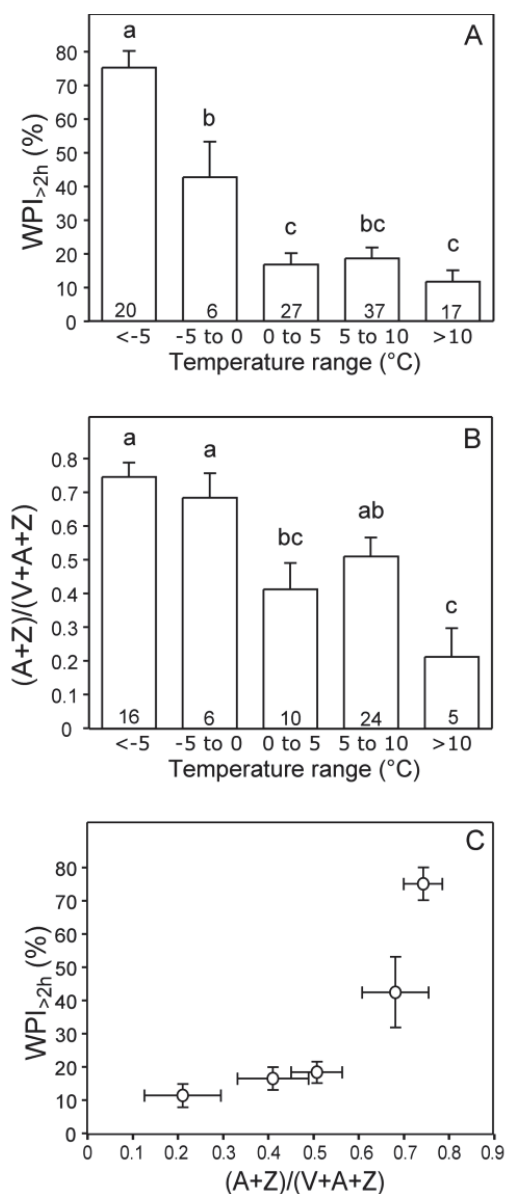 A
WPI>2h (%)
80
70
60
50
40
30
20
10
0
a
b
c
bc
c
20
6
27
37
17
<-5
-5 to 0
0 to 5
5 to 10
>10
Temperature range (°C)
B
(A+Z)/(V+A+Z)
0.8
0.7
0.6
0.5
0.4
0.3
0.2
0.1
0
a
a
bc
ab
c
16
6
10
24
5
<-5
-5 to 0
0 to 5
5 to 10
>10
Temperature range (°C)
C
WPI>2h (%)
80
70
60
50
40
30
20
10
0
0
0.1
0.2
0.3
0.4
0.5
0.6
0.7
0.8
0.9
(A+Z)/(V+A+Z)